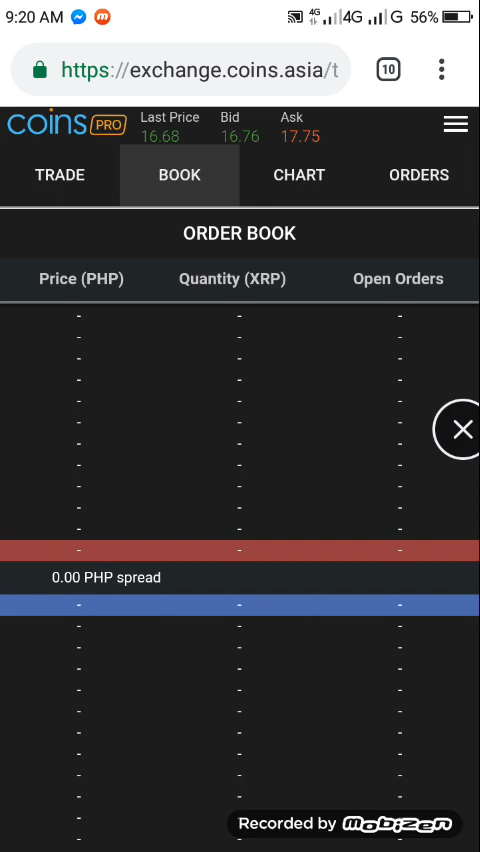 9:20 AM 4G 4G G 56%
https://exchange.coins.asia/t 10
coins PRO
Last Price Bid Ask
16.68 16.76 17.75
TRADE BOOK CHART ORDERS
ORDER BOOK
Price (PHP) Quantity (XRP) Open Orders
- - -
- - -
- - -
- - -
- - -
- - -
- - -
- - -
- - -
- - -
- - -
- - -
0.00 PHP spread
- - -
- - -
- - -
- - -
- - -
- - -
- - -
- - -
- - -
- - -
-
-
Recorded by mobizen